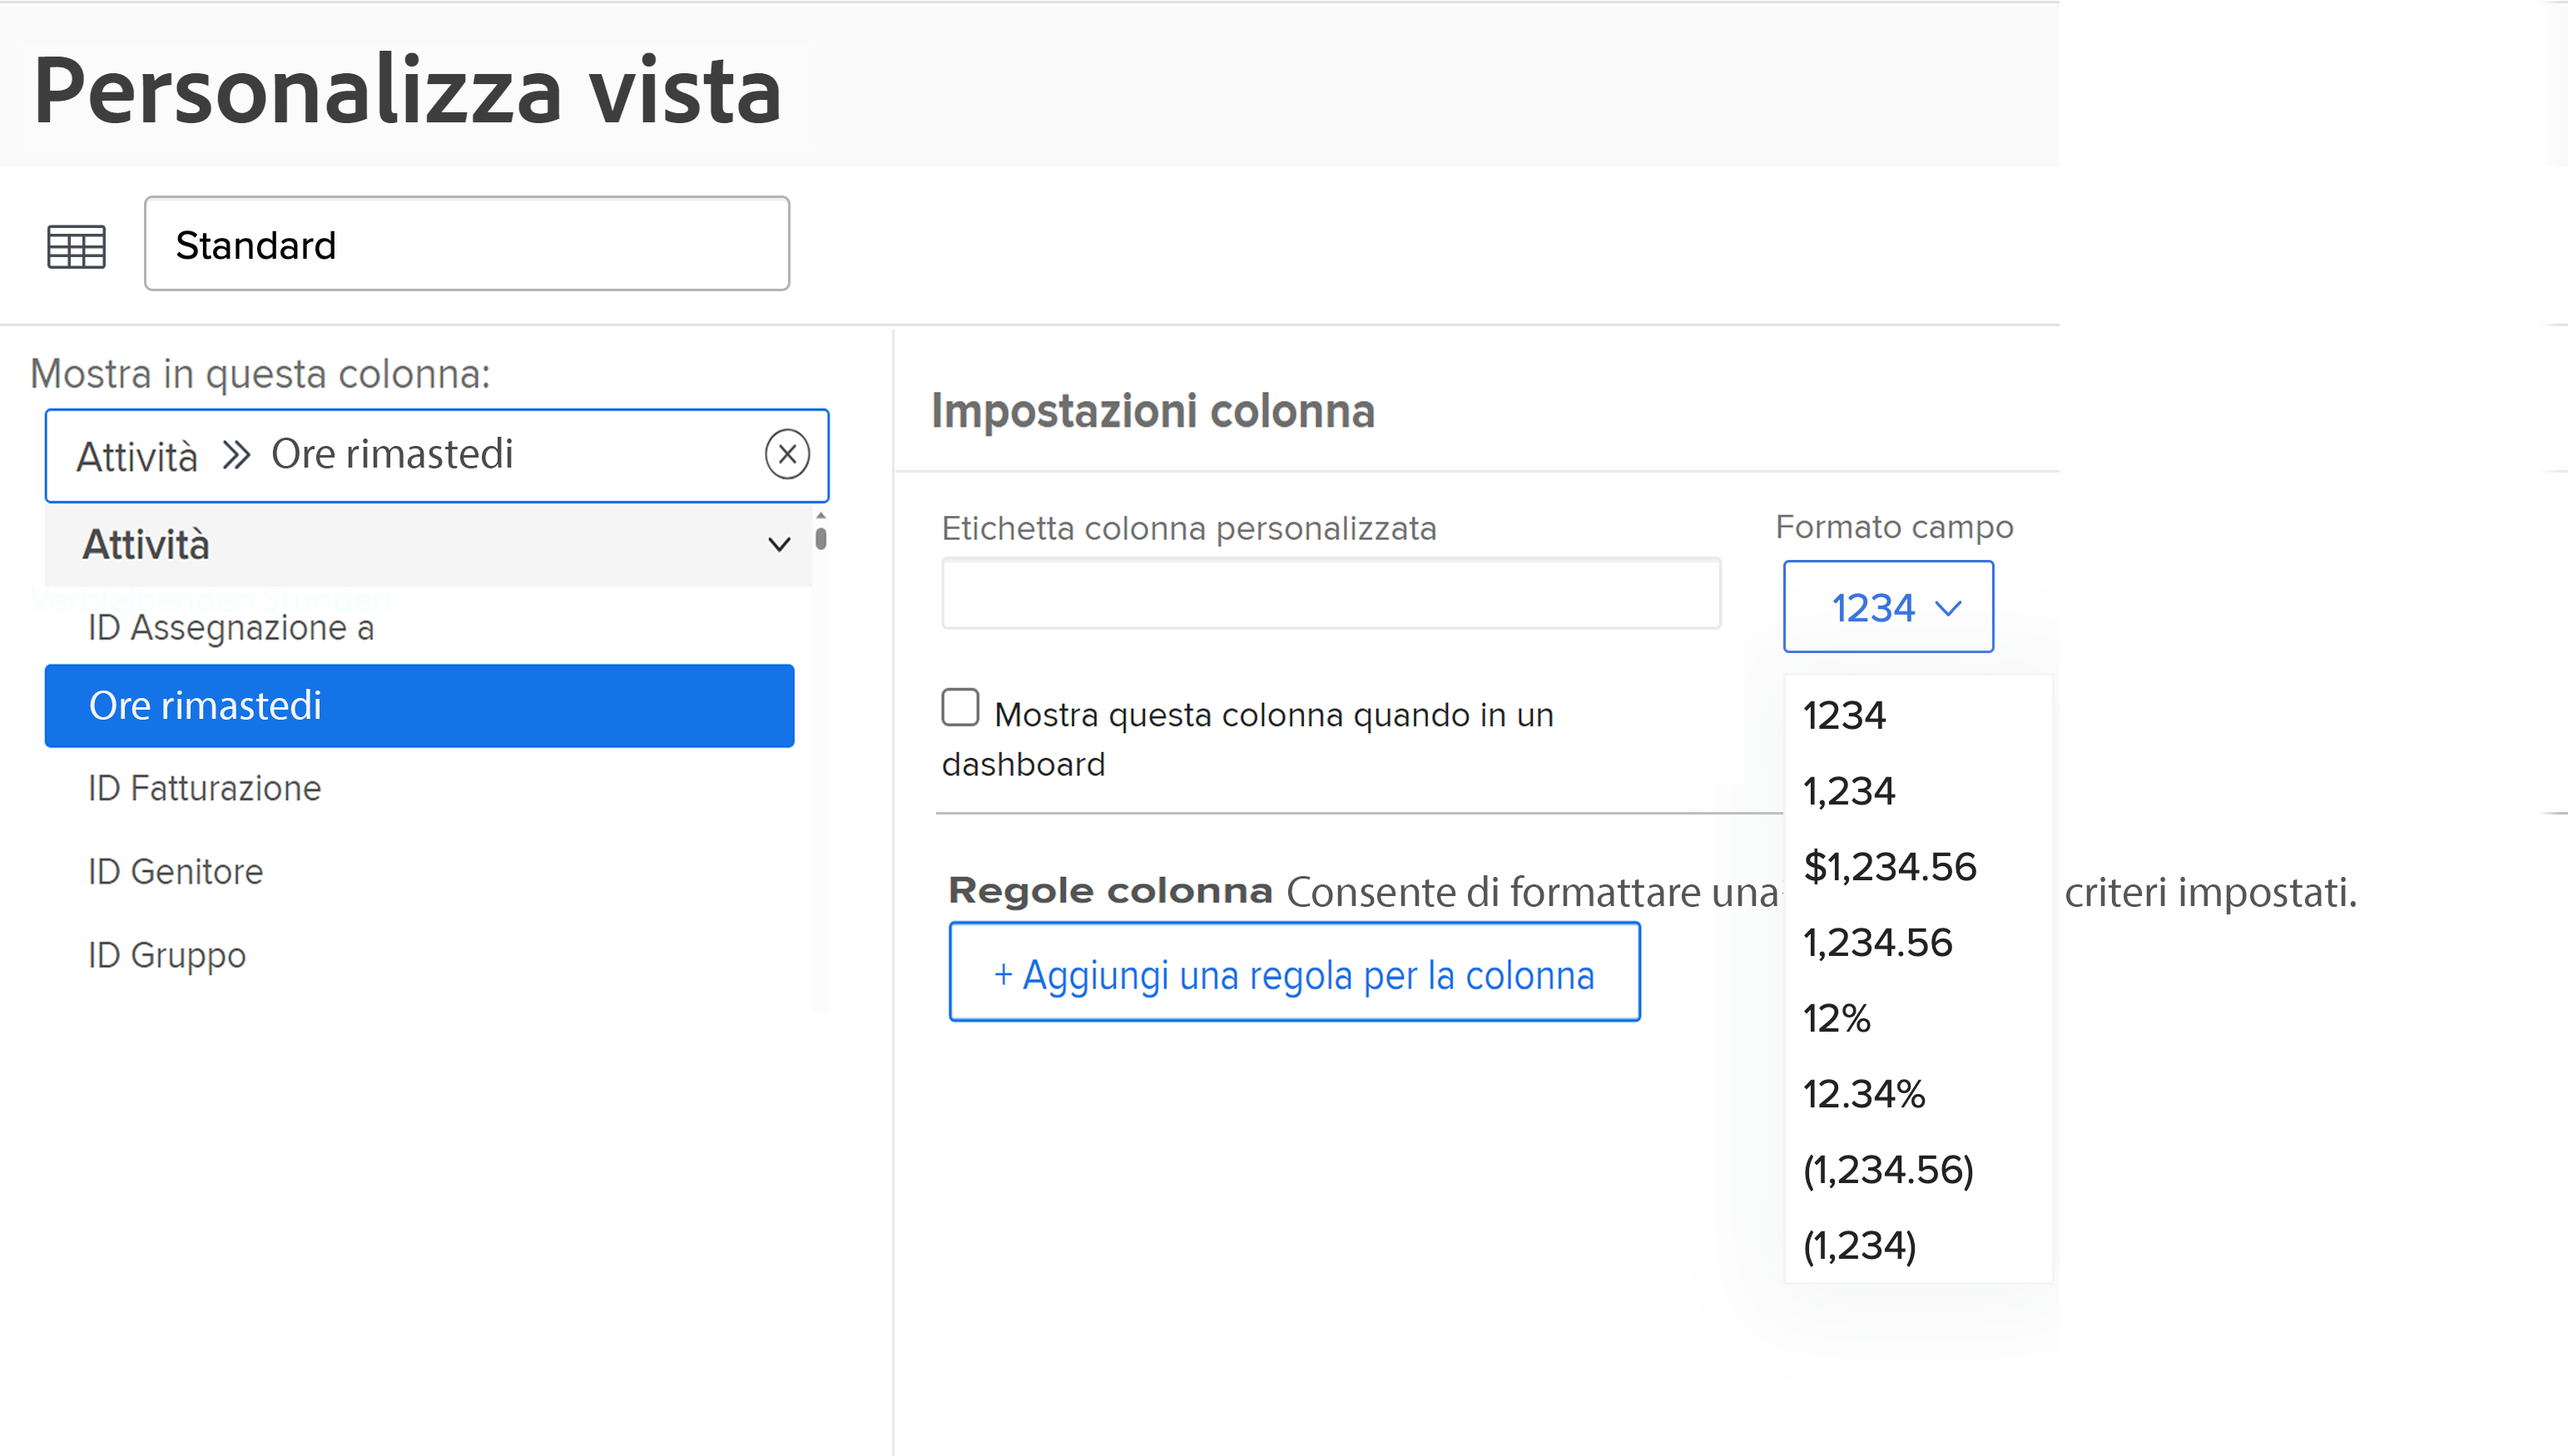 Personalizza vista
Standard
Mostra in questa colonna:
Attività >> Ore rimastedi
Attività
Verbleibenden Stunden
ID Assegnazione a
Ore rimastedi
ID Fatturazione
ID Genitore
ID Gruppo
Impostazioni colonna
Etichetta colonna personalizzata
Formato campo
1234
Mostra questa colonna quando in un
dashboard
1234
1,234
$1,234.56
1,234.56
12%
12.34%
(1,234.56)
(1,234)
Regole colonna Consente di formattare una criteri impostati.
+ Aggiungi una regola per la colonna